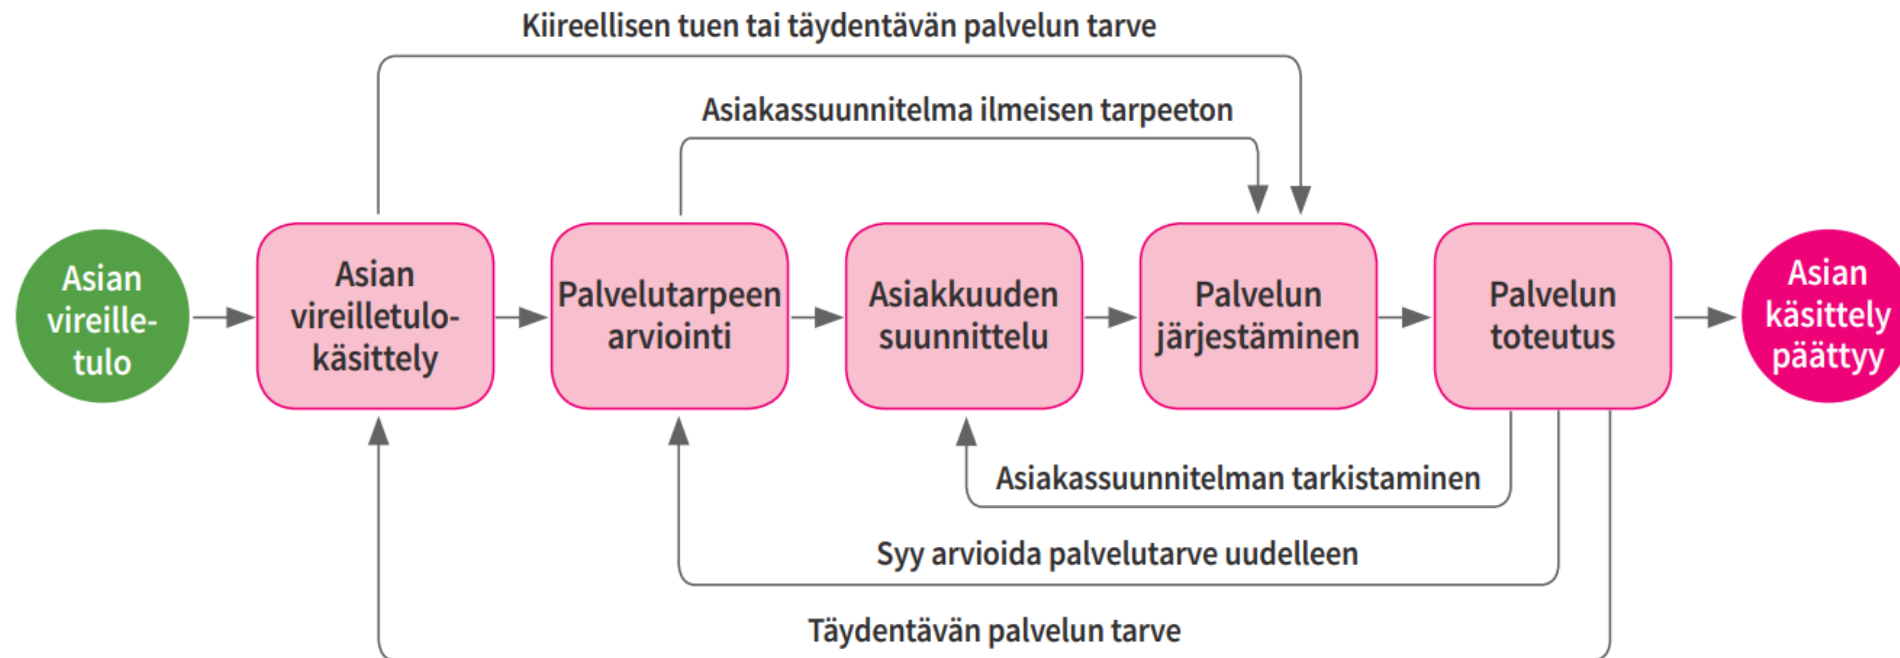 Kiireellisen tuen tai täydentävän palvelun tarve
Asiakassuunnitelma ilmeisen tarpeeton
Asian
vireille-
tulo
Asian
vireilletulo-
käsittely
Palvelutarpeen
arviointi
Asiakkuuden
suunnittelu
Palvelun
järjestäminen
Palvelun
toteutus
Asian
käsittely
päättyy
Asiakassuunnitelman tarkistaminen
Syy arvioida palvelutarve uudelleen
Täydentävän palvelun tarve